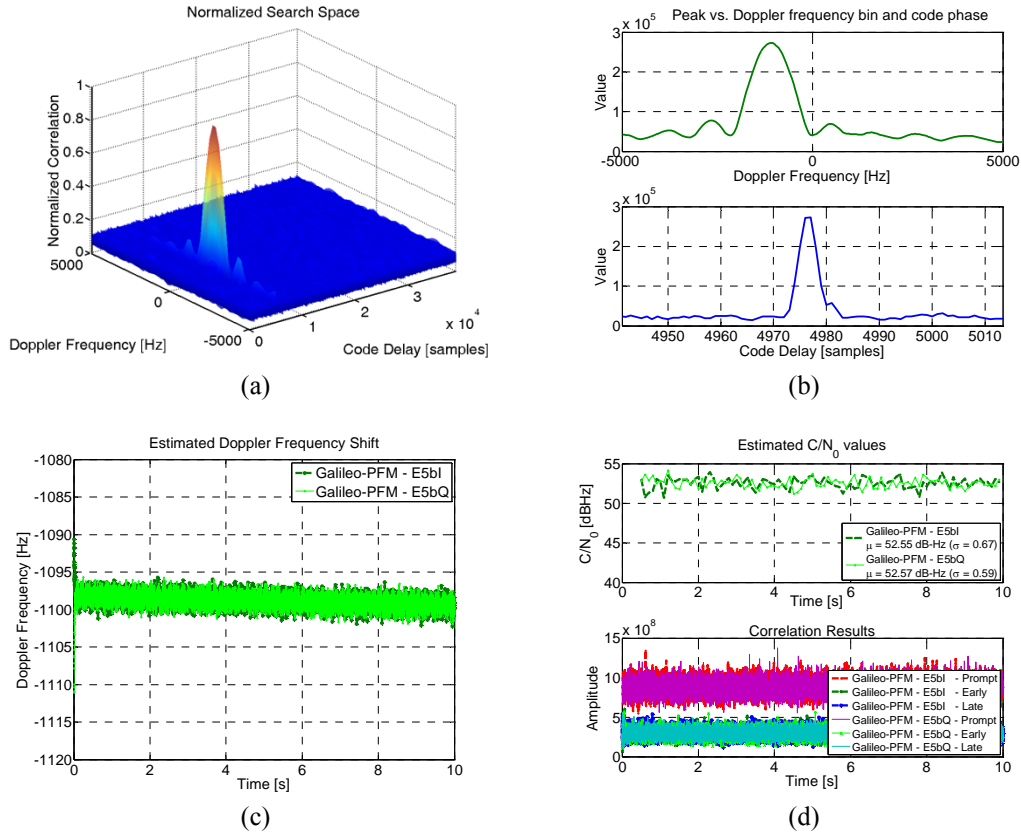 Normalized Search Space
Normalized Correlation
1
0.8
0.6
0.4
0.2
0
5000
0
-5000
Doppler Frequency [Hz]
0
1
2
3
x 10^4
Code Delay [samples]
(a)
Peak vs. Doppler frequency bin and code phase
3 x 10^5
2
1
0
Value
-5000
0
5000
Doppler Frequency [Hz]
3 x 10^5
2
1
0
Value
4950
4960
4970
4980
4990
5000
5010
Code Delay [samples]
(b)
Estimated Doppler Frequency Shift
-1080
-1085
-1090
-1095
-1100
-1105
-1110
-1115
-1120
Doppler Frequency [Hz]
Galileo-PFM - E5bI
Galileo-PFM - E5bQ
0
2
4
6
8
10
Time [s]
(c)
Estimated C/N0 values
55
50
45
40
C/N0 [dBHz]
Galileo-PFM - E5bI
μ = 52.55 dB-Hz (σ = 0.67)
Galileo-PFM - E5bQ
μ = 52.57 dB-Hz (σ = 0.59)
0
2
4
6
8
10
Time [s]
Correlation Results
15 x 10^8
10
5
0
Amplitude
Galileo-PFM - E5bI - Prompt
Galileo-PFM - E5bI - Early
Galileo-PFM - E5bI - Late
Galileo-PFM - E5bQ - Prompt
Galileo-PFM - E5bQ - Early
Galileo-PFM - E5bQ - Late
0
2
4
6
8
10
Time [s]
(d)